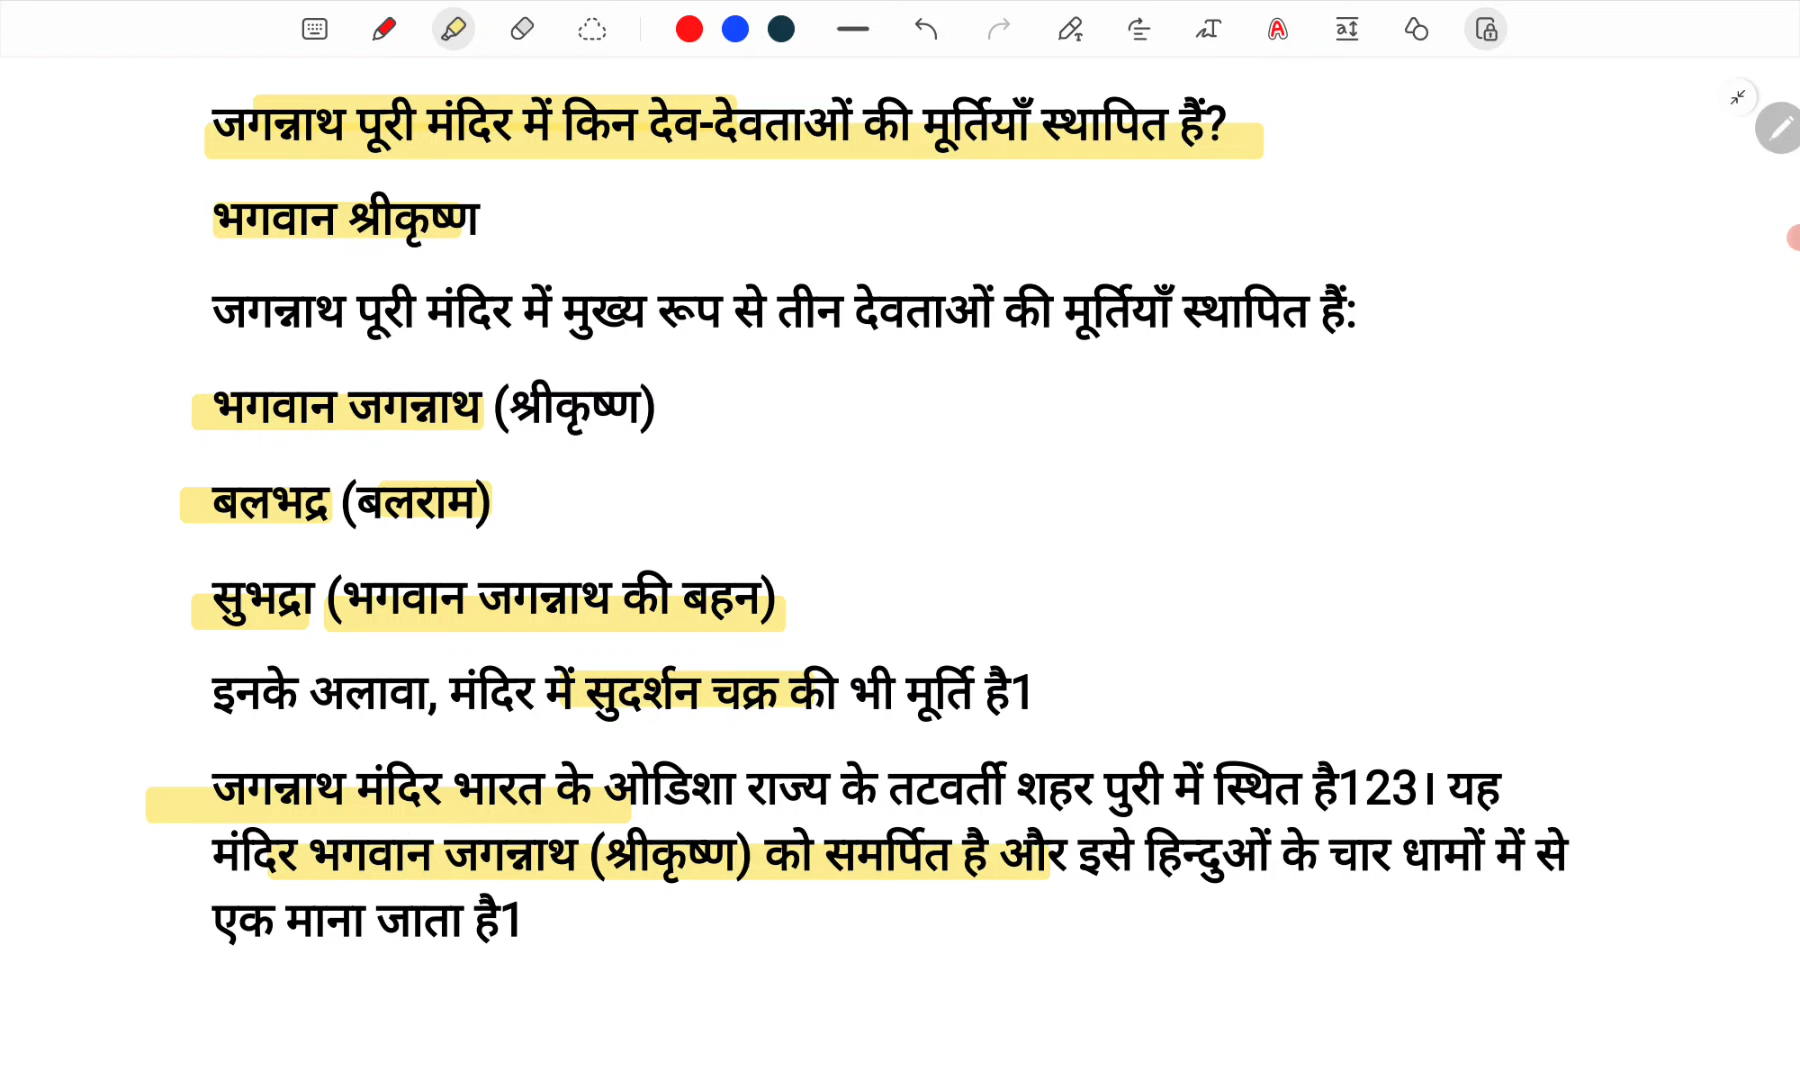 जगन्नाथ पूरी मंदिर में किन देव-देवताओं की मूर्तियाँ स्थापित हैं?
भगवान श्रीकृष्ण
जगन्नाथ पूरी मंदिर में मुख्य रूप से तीन देवताओं की मूर्तियाँ स्थापित हैं:
भगवान जगन्नाथ (श्रीकृष्ण)
बलभद्र (बलराम)
सुभद्रा (भगवान जगन्नाथ की बहन)
इनके अलावा, मंदिर में सुदर्शन चक्र की भी मूर्ति है1
जगन्नाथ मंदिर भारत के ओडिशा राज्य के तटवर्ती शहर पुरी में स्थित है123। यह
मंदिर भगवान जगन्नाथ (श्रीकृष्ण) को समर्पित है और इसे हिन्दुओं के चार धामों में से
एक माना जाता है1